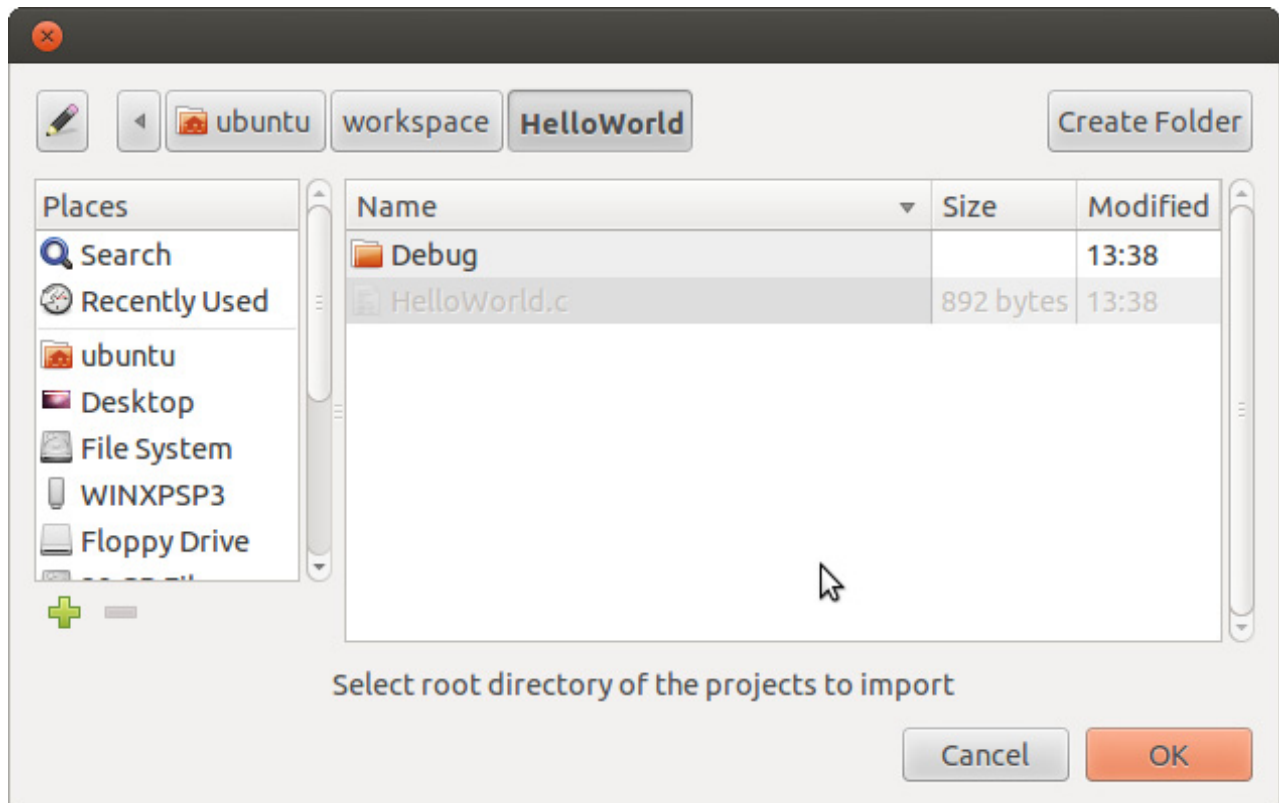 ubuntu workspace HelloWorld Create Folder
Places
Search
Recently Used
ubuntu
Desktop
File System
WINXPSP3
Floppy Drive
Name Size Modified
Debug 13:38
HelloWorld.c 892 bytes 13:38
Select root directory of the projects to import
Cancel OK